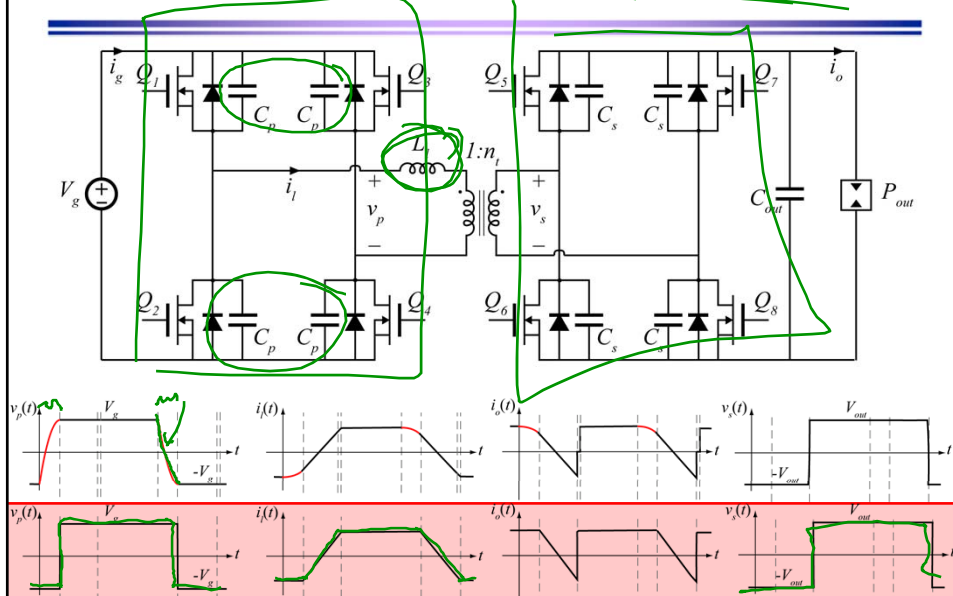 i_g Q_1 Q_3 Q_5 Q_7 i_o
C_p C_p C_s C_s
L_l 1:n_t
V_g i_l + v_p − + v_s − C_out P_out
Q_2 Q_4 Q_6 Q_8
C_p C_p C_s C_s
v_p(t) V_g -V_g t
i_l(t) t
i_o(t) t
v_s(t) V_out -V_out t
v_p(t) V_g -V_g t
i_l(t) t
i_o(t) t
v_s(t) V_out -V_out t